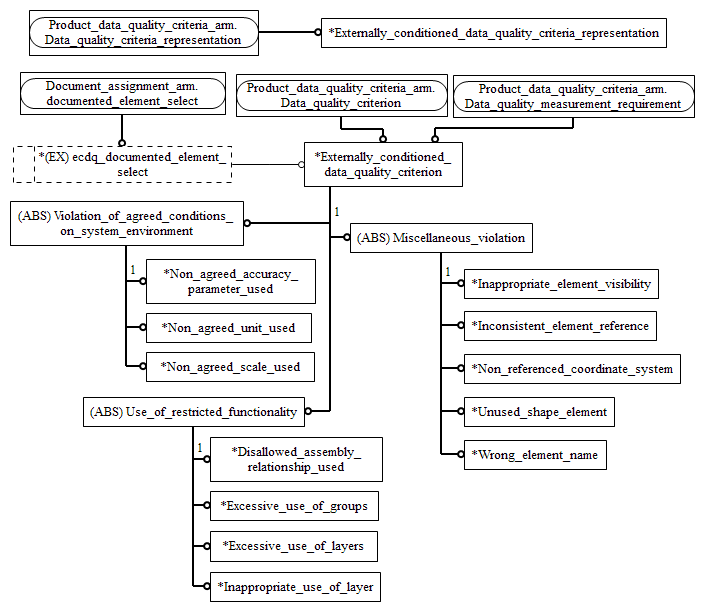 Product_data_quality_criteria_arm.
Data_quality_criteria_representation
*Externally_conditioned_data_quality_criteria_representation
Document_assignment_arm.
documented_element_select
Product_data_quality_criteria_arm.
Data_quality_criterion
Product_data_quality_criteria_arm.
Data_quality_measurement_requirement
*(EX) ecdq_documented_element_
select
*Externally_conditioned_
data_quality_criterion
1
(ABS) Violation_of_agreed_conditions_
on_system_environment
(ABS) Miscellaneous_violation
1
*Non_agreed_accuracy_
parameter_used
*Non_agreed_unit_used
*Non_agreed_scale_used
1
*Inappropriate_element_visibility
*Inconsistent_element_reference
*Non_referenced_coordinate_system
*Unused_shape_element
*Wrong_element_name
(ABS) Use_of_restricted_functionality
1
*Disallowed_assembly_
relationship_used
*Excessive_use_of_groups
*Excessive_use_of_layers
*Inappropriate_use_of_layer